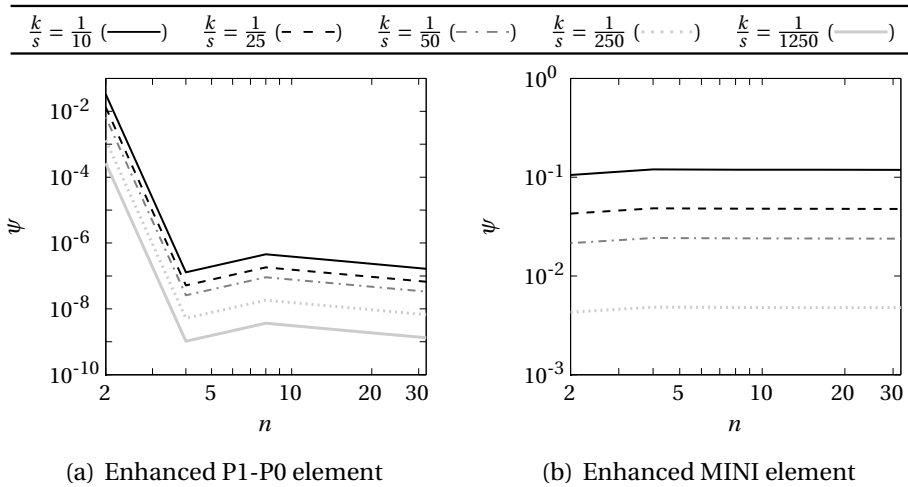 k/s = 1/10 ( ) k/s = 1/25 ( ) k/s = 1/50 ( ) k/s = 1/250 ( ) k/s = 1/1250 ( )
10^-2
10^-4
10^-6
10^-8
10^-10
ψ
2 5 10 20 30
n
(a) Enhanced P1-P0 element
10^0
10^-1
10^-2
10^-3
ψ
2 5 10 20 30
n
(b) Enhanced MINI element